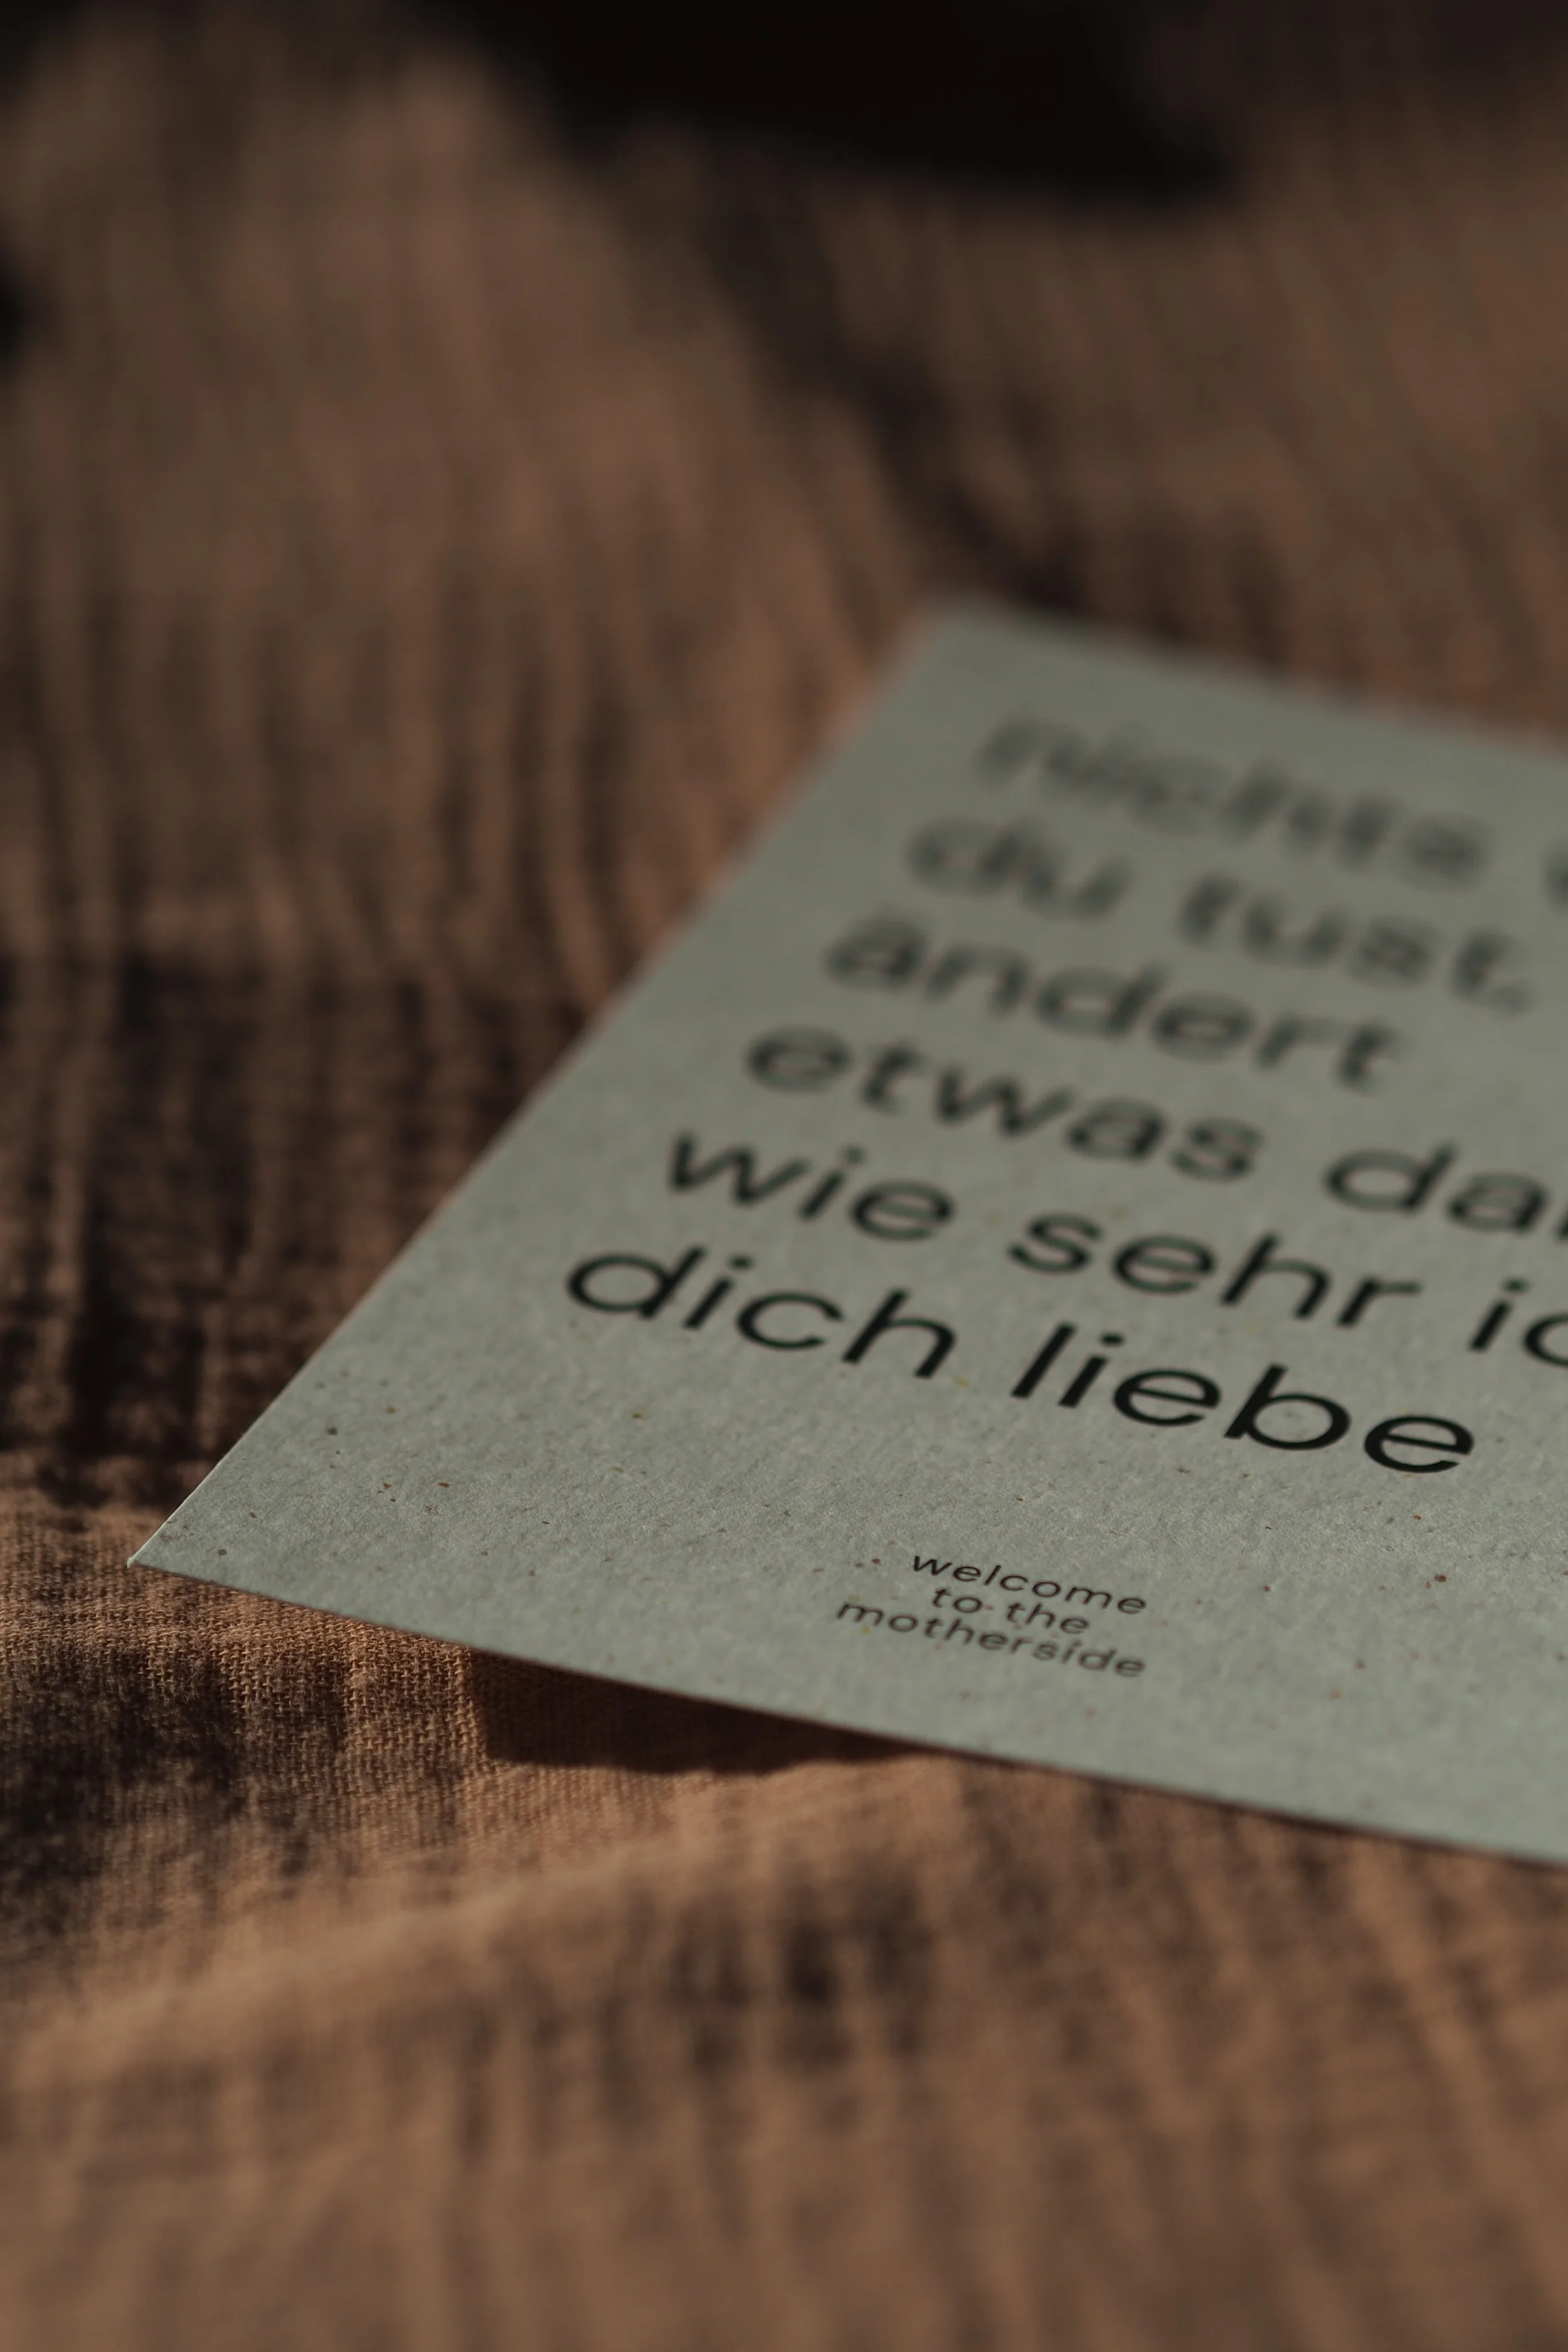 nichts
du tust,
ändert
etwas
wie sehr
dich liebe
welcome
to the
motherside